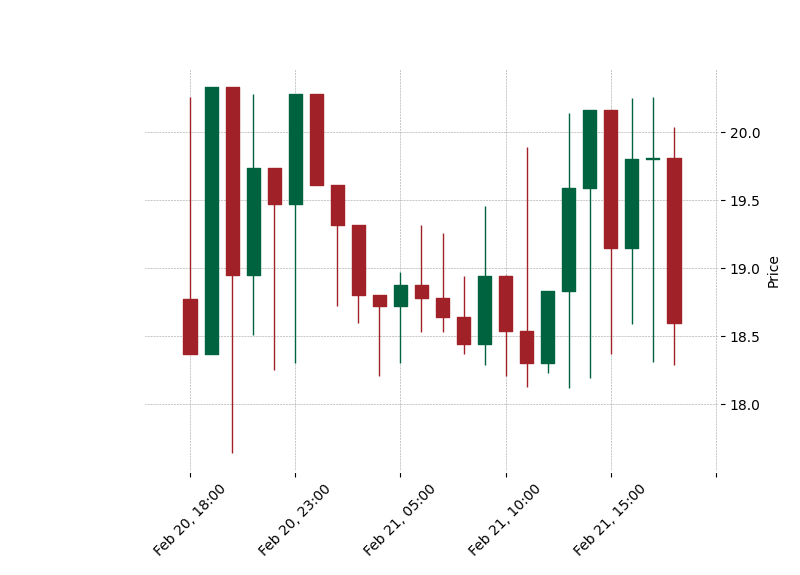 20.0
19.5
19.0
18.5
18.0
Price
Feb 20, 18:00
Feb 20, 23:00
Feb 21, 05:00
Feb 21, 10:00
Feb 21, 15:00